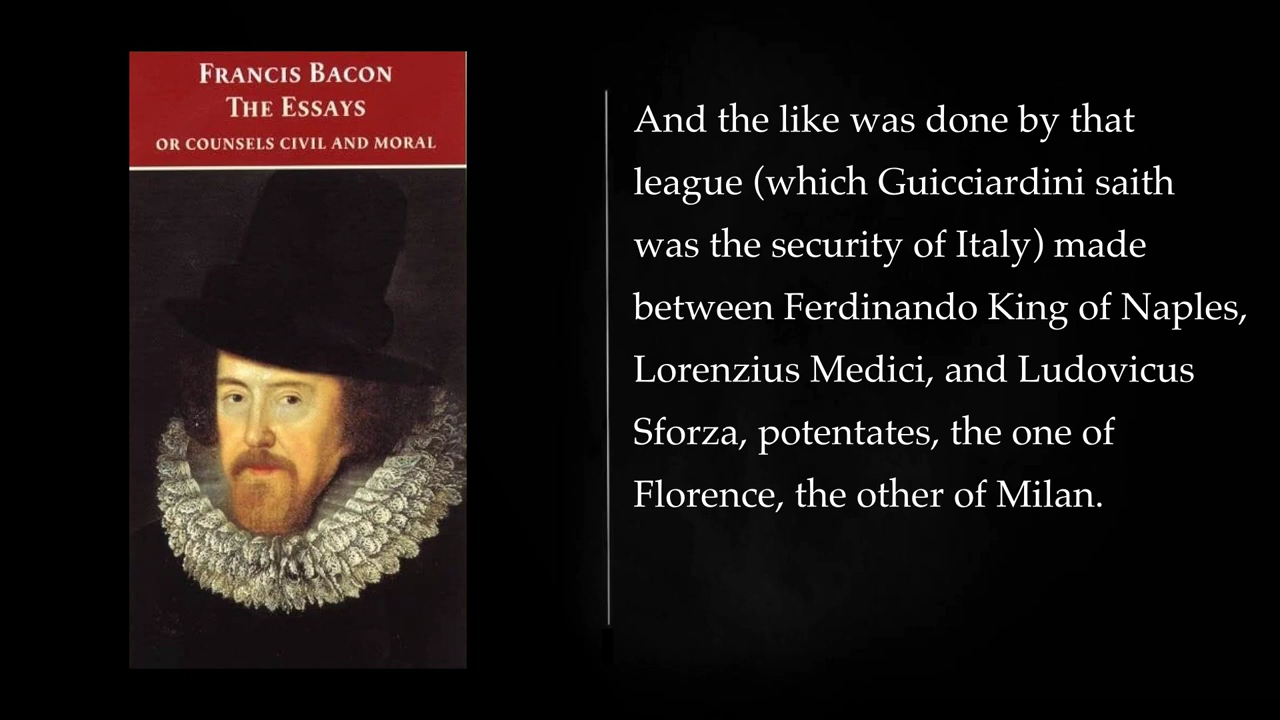 FRANCIS BACON
THE ESSAYS
OR COUNSELS CIVIL AND MORAL
And the like was done by that
league (which Guicciardini saith
was the security of Italy) made
between Ferdinando King of Naples,
Lorenzius Medici, and Ludovicus
Sforza, potentates, the one of
Florence, the other of Milan.